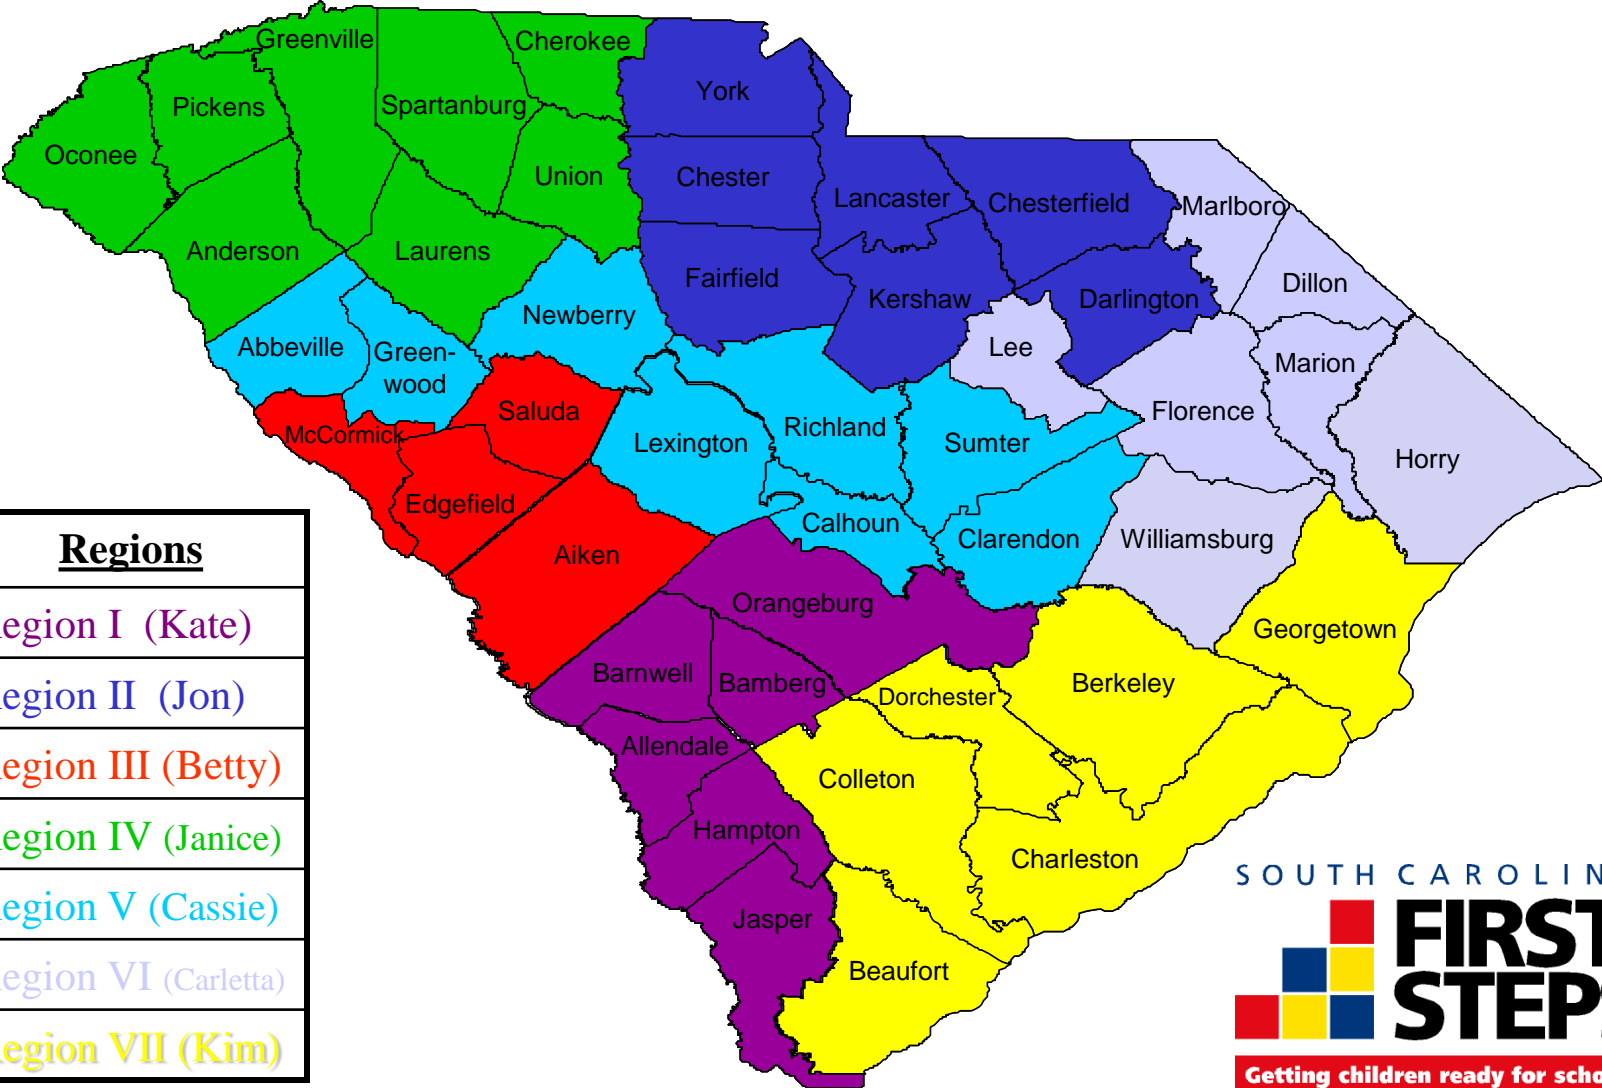 Greenville
Cherokee
Spartanburg
Pickens
York
Oconee
Union
Chester
Lancaster
Chesterfield
Marlboro
Anderson
Laurens
Fairfield
Kershaw
Darlington
Dillon
Newberry
Abbeville
Green-
wood
Lee
Marion
Saluda
McCormick
Lexington
Richland
Sumter
Florence
Horry
Edgefield
Calhoun
Clarendon
Williamsburg
Aiken
Orangeburg
Georgetown
Barnwell
Bamberg
Dorchester
Berkeley
Allendale
Colleton
Hampton
Charleston
Jasper
Beaufort
Regions
egion I (Kate)
egion II (Jon)
egion III (Betty)
egion IV (Janice)
egion V (Cassie)
egion VI (Carletta)
egion VII (Kim)
SOUTH CAROLIN
FIRST
STEPS
Getting children ready for scho